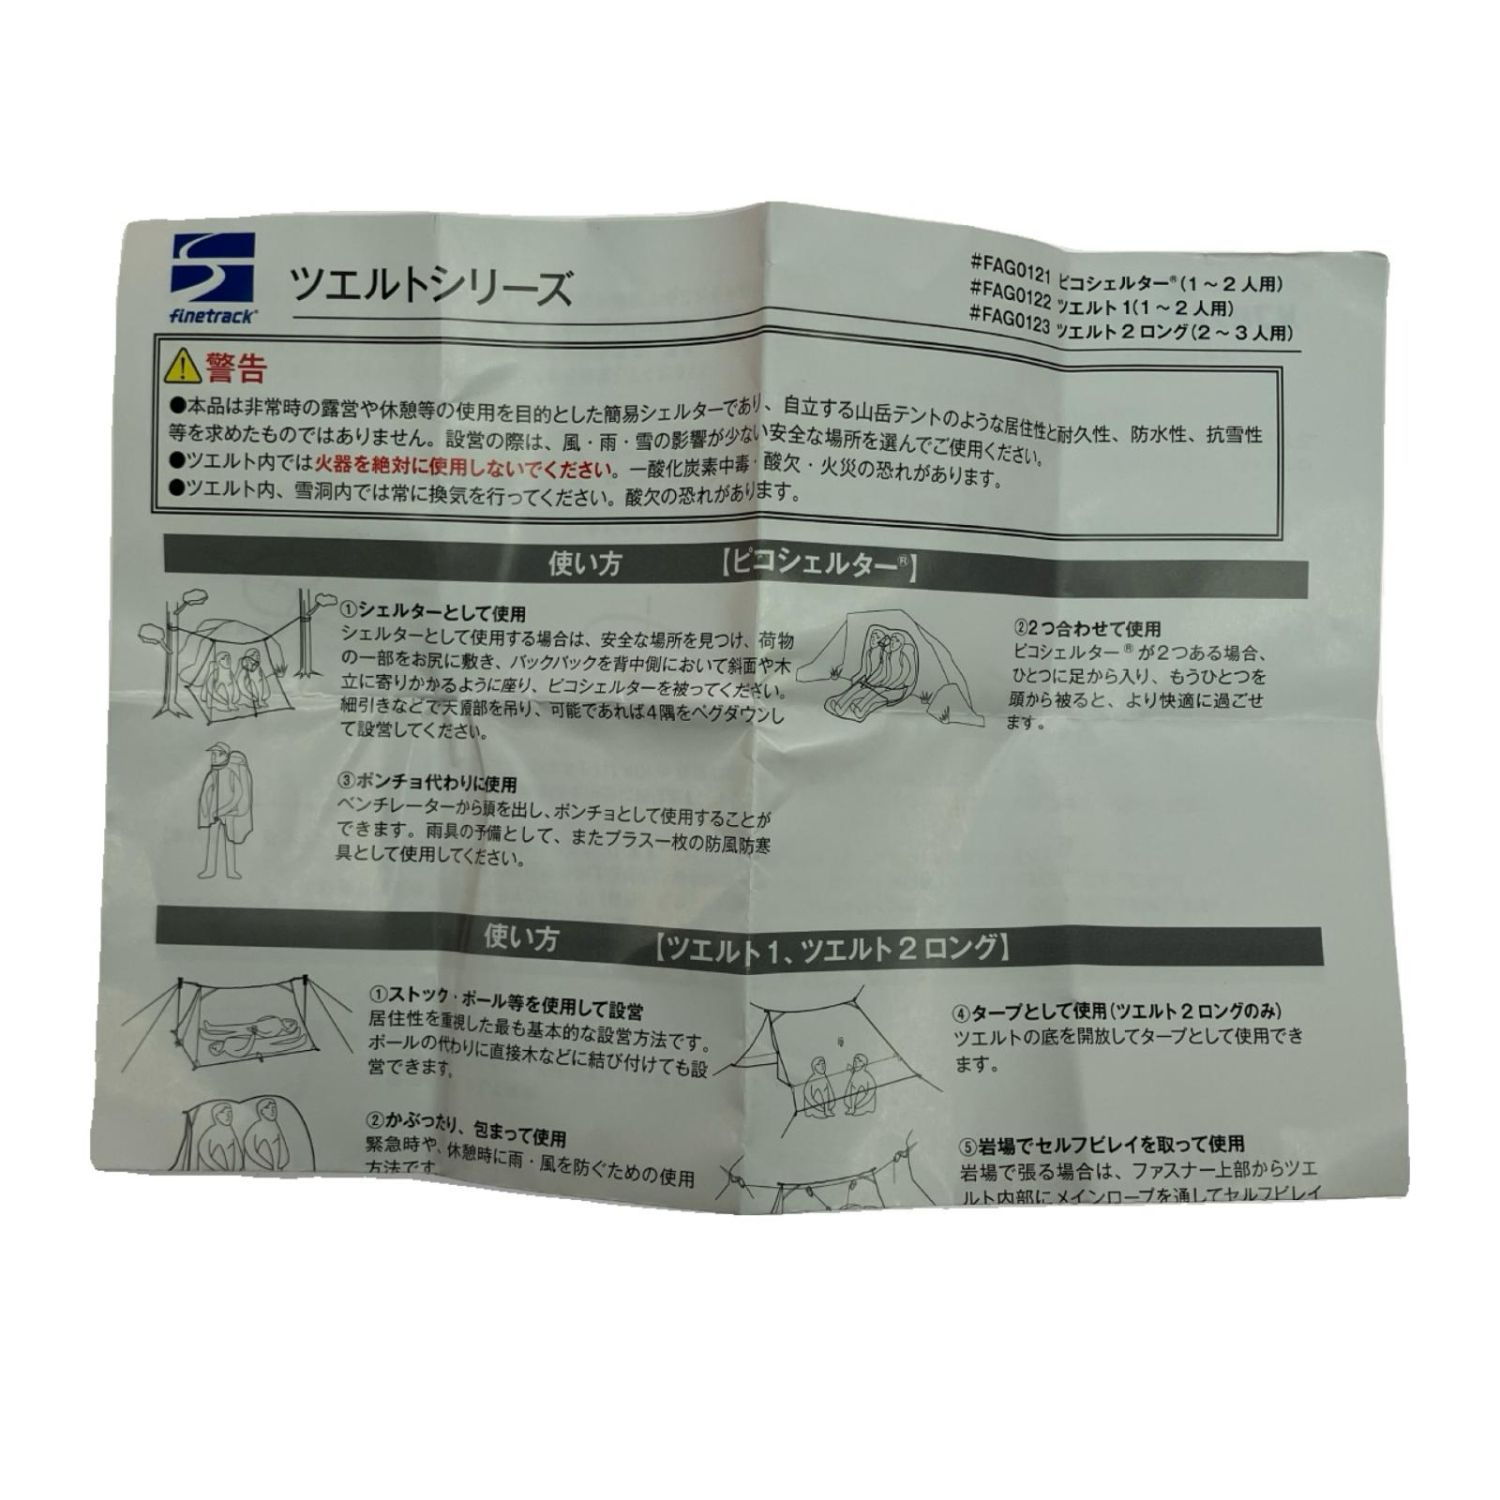 finetrack
ツエルトシリーズ
#FAG0121 ピコシェルター®(1～2人用)
#FAG0122 ツエルト1(1～2人用)
#FAG0123 ツエルト2ロング(2～3人用)
警告
●本品は非常時の露営や休憩等の使用を目的とした簡易シェルターであり、自立する山岳テントのような居住性と耐久性、防水性、抗雪性
等を求めたものではありません。設営の際は、風・雨・雪の影響が少ない安全な場所を選んでご使用ください。
●ツエルト内では火器を絶対に使用しないでください。一酸化炭素中毒・酸欠・火災の恐れがあります。
●ツエルト内、雪洞内では常に換気を行ってください。酸欠の恐れがあります。
使い方 【ピコシェルター®】
①シェルターとして使用
シェルターとして使用する場合は、安全な場所を見つけ、荷物
の一部をお尻に敷き、バックパックを背中側において斜面や木
立に寄りかかるように座り、ピコシェルターを被ってください。
細引きなどで天頂部を吊り、可能であれば4隅をペグダウンし
て設営してください。
②2つ合わせて使用
ピコシェルター®が2つある場合、
ひとつに足から入り、もうひとつを
頭から被ると、より快適に過ごせ
ます。
③ポンチョ代わりに使用
ベンチレーターから頭を出し、ポンチョとして使用することが
できます。雨具の予備として、またプラス一枚の防風防寒
具として使用してください。
使い方 【ツエルト1、ツエルト2ロング】
①ストック・ポール等を使用して設営
居住性を重視した最も基本的な設営方法です。
ポールの代わりに直接木などに結び付けても設
営できます。
②かぶったり、包まって使用
緊急時や、休憩時に雨・風を防ぐための使用
方法です。
④タープとして使用(ツエルト2ロングのみ)
ツエルトの底を開放してタープとして使用でき
ます。
⑤岩場でセルフビレイを取って使用
岩場で張る場合は、ファスナー上部からツエ
ルト内部にメインロープを通してセルフビレイ